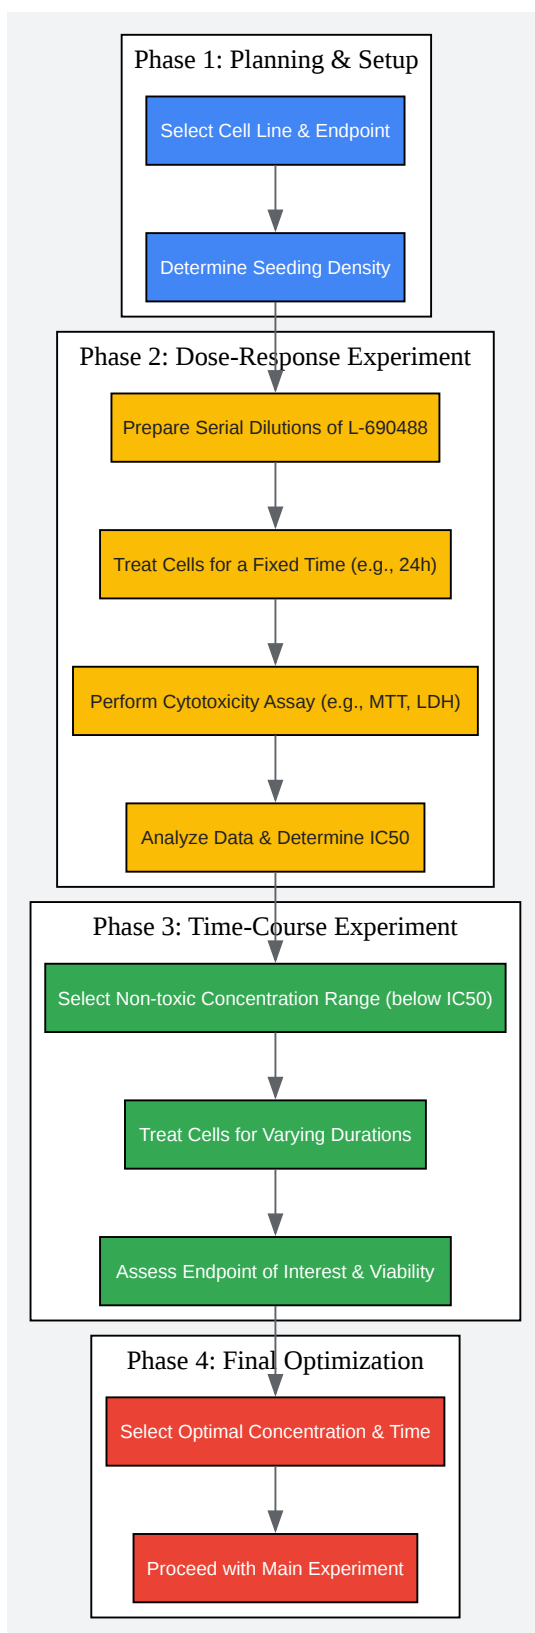 Phase 1: Planning & Setup
Select Cell Line & Endpoint
Determine Seeding Density
Phase 2: Dose-Response Experiment
Prepare Serial Dilutions of L-690488
Treat Cells for a Fixed Time (e.g., 24h)
Perform Cytotoxicity Assay (e.g., MTT, LDH)
Analyze Data & Determine IC50
Phase 3: Time-Course Experiment
Select Non-toxic Concentration Range (below IC50)
Treat Cells for Varying Durations
Assess Endpoint of Interest & Viability
Phase 4: Final Optimization
Select Optimal Concentration & Time
Proceed with Main Experiment